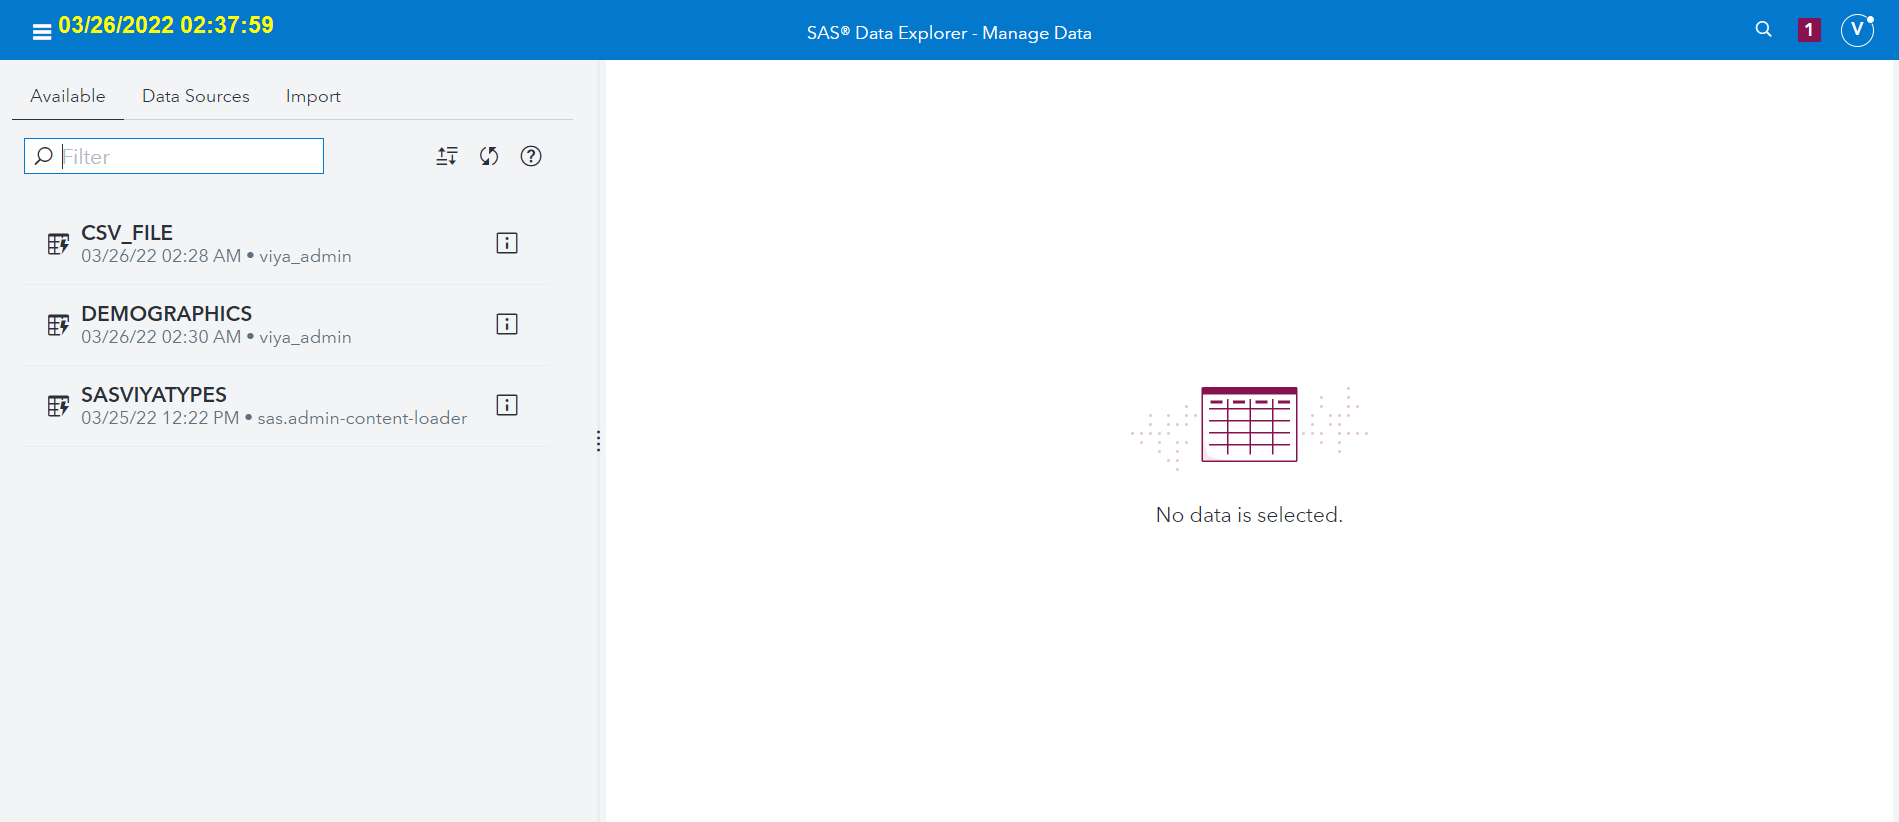 03/26/2022 02:37:59
SAS® Data Explorer - Manage Data
1
V
Available
Data Sources
Import
Filter
CSV_FILE
03/26/22 02:28 AM • viya_admin
DEMOGRAPHICS
03/26/22 02:30 AM • viya_admin
SASVIYATYPES
03/25/22 12:22 PM • sas.admin-content-loader
No data is selected.